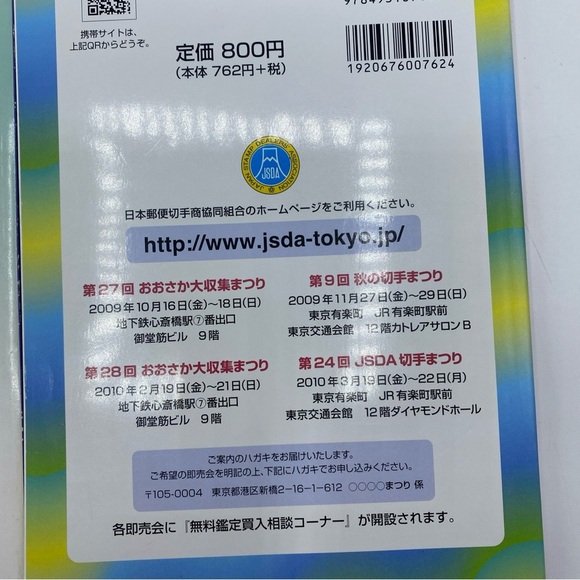 携帯サイトは、
上記QRからどうぞ。
定価 800円
(本体 762円+税)
1920676007624
JAPAN STAMP DEALERS' ASSOCIATION
JSDA
日本郵便切手商協同組合のホームページをご利用ください。
http://www.jsda-tokyo.jp/
第27回 おおさか大収集まつり
2009年10月16日(金)~18日(日)
地下鉄心斎橋駅⑦番出口
御堂筋ビル 9階
第9回 秋の切手まつり
2009年11月27日(金)~29日(日)
東京有楽町 JR有楽町駅前
東京交通会館 12階カトレアサロンB
第28回 おおさか大収集まつり
2010年2月19日(金)~21日(日)
地下鉄心斎橋駅⑦番出口
御堂筋ビル 9階
第24回 JSDA切手まつり
2010年3月19日(金)~22日(月)
東京有楽町 JR有楽町駅前
東京交通会館 12階ダイヤモンドホール
ご案内のハガキをお届けいたします。
ご希望の即売会を明記の上、下記にハガキでお申し込みください。
〒105-0004 東京都港区新橋2-16-1-612 ○○○○まつり 係
各即売会に『無料鑑定買入相談コーナー』が開設されます。